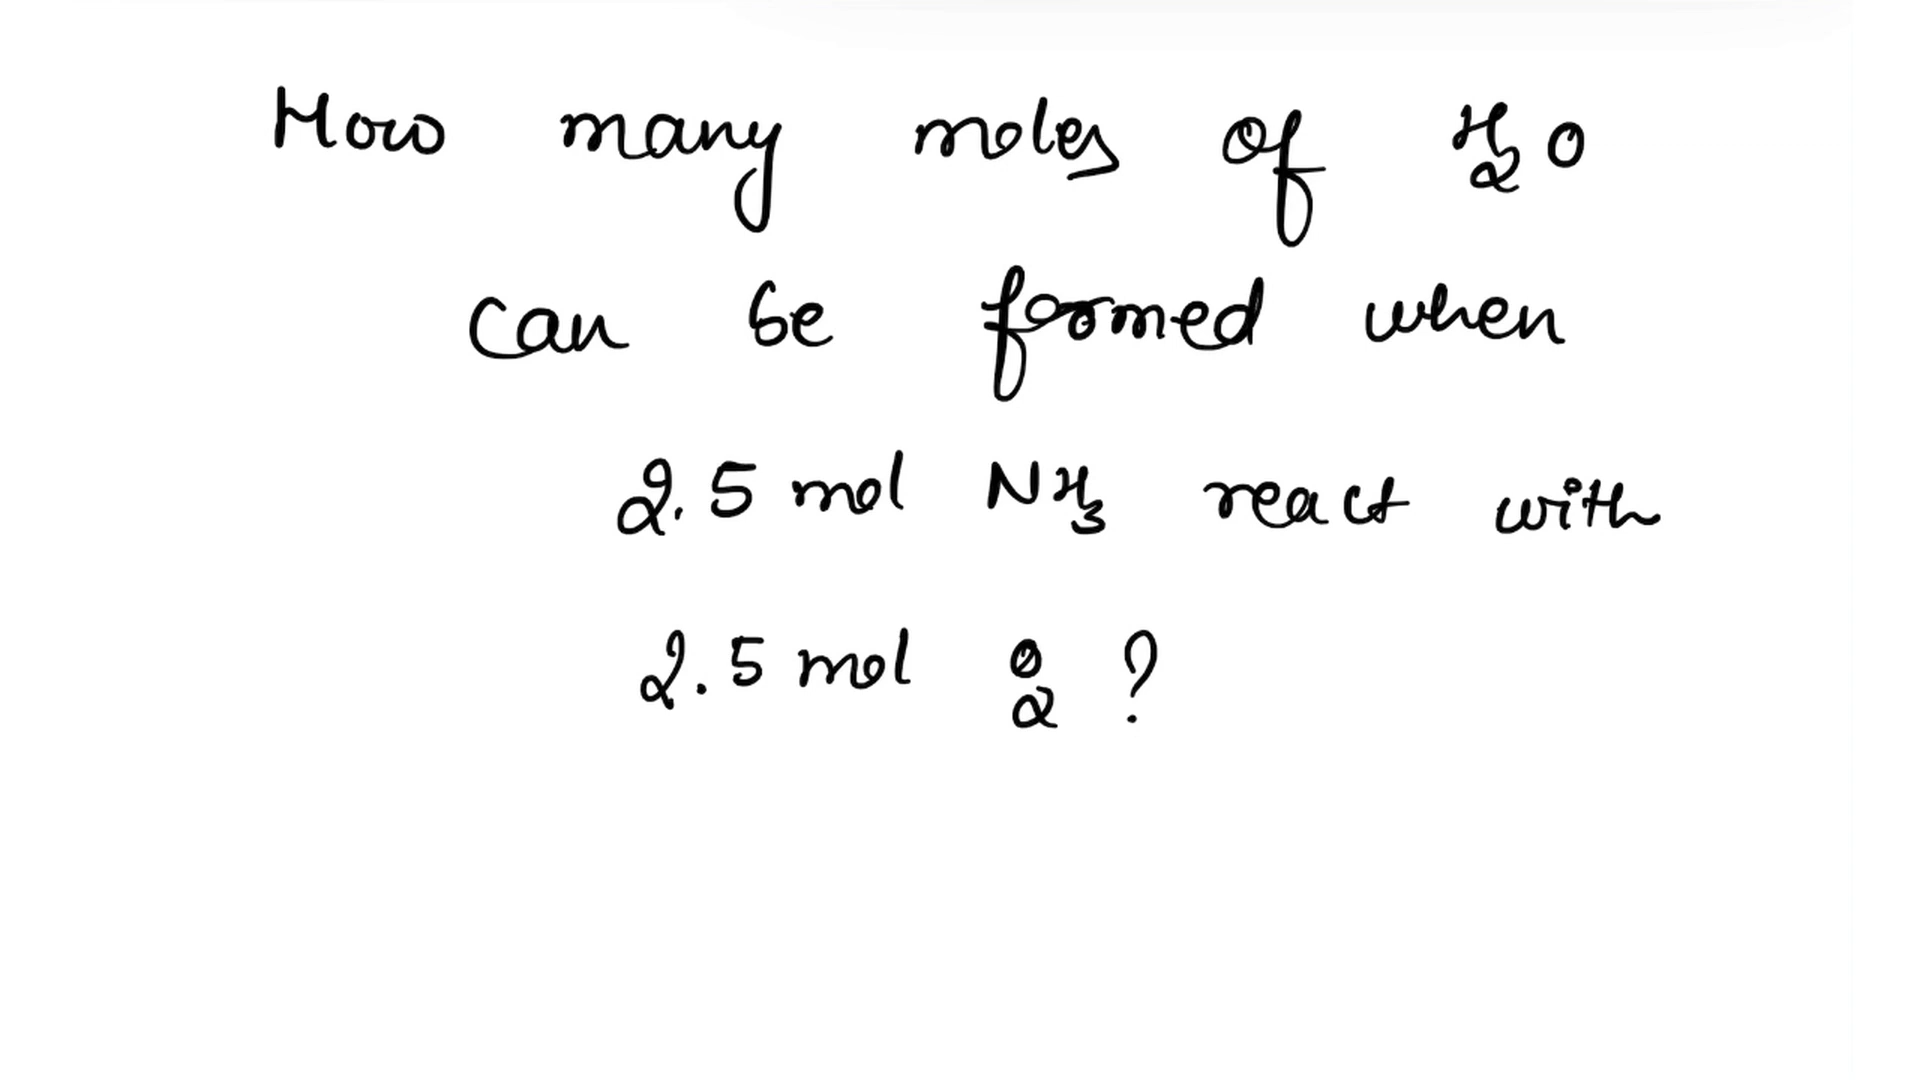 How many moles of H₂O
can be formed when
2.5 mol NH₃ react with
2.5 mol O₂ ?